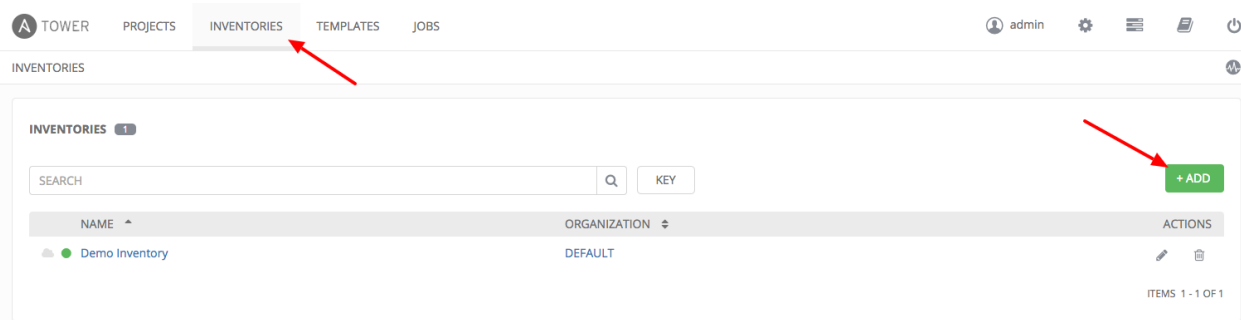 A TOWER PROJECTS INVENTORIES TEMPLATES JOBS admin
INVENTORIES
INVENTORIES 1
SEARCH KEY + ADD
NAME ORGANIZATION ACTIONS
Demo Inventory DEFAULT
ITEMS 1 - 1 OF 1